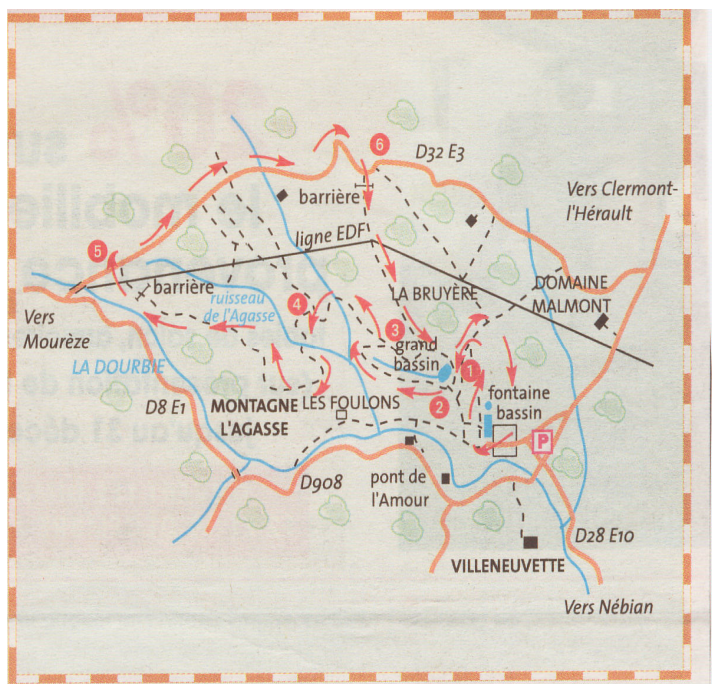 6
D32 E3
barrière
Vers Clermont-
l'Hérault
ligne EDF
5
barrière
ruisseau
de l'Agasse
4
LA BRUYÈRE
DOMAINE
MALMONT
Vers
Mourèze
3
grand
bassin
1
LA DOURBIE
D8 E1
MONTAGNE
L'AGASSE
LES FOULONS
2
fontaine
bassin
P
D908
pont de
l'Amour
D28 E10
VILLENEUVETTE
Vers Nébian